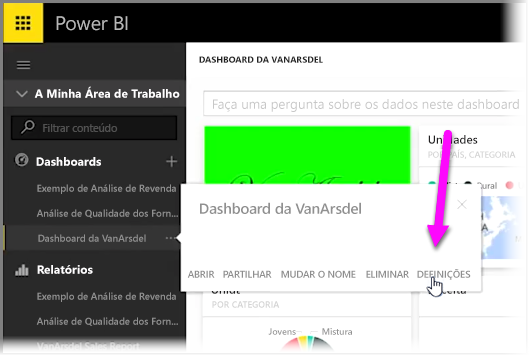 Power BI
DASHBOARD DA VANARSDEL
A Minha Área de Trabalho
Faça uma pergunta sobre os dados neste dashboard
Filtrar conteúdo
Dashboards
Exemplo de Análise de Revenda
Análise de Qualidade dos Forn...
Dashboard da VanArsdel ...
Relatórios
Exemplo de Análise de Revenda
Análise de Qualidade dos Forn...
VanArsdel Sales Report
Unidades
POR PAÍS, CATEGORIA
Rural
Dashboard da VanArsdel
ABRIR PARTILHAR MUDAR O NOME ELIMINAR DEFINIÇÕES
POR CATEGORIA
Jovens
Mistura